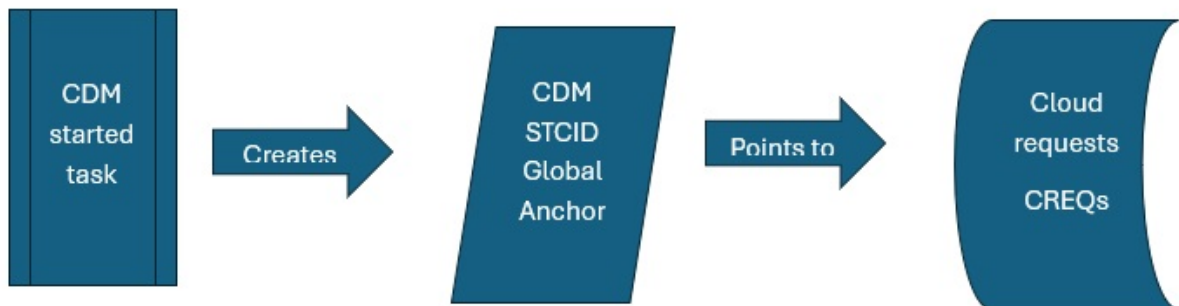 CDM
started
task
Creates
CDM
STCID
Global
Anchor
Points to
Cloud
requests
CREQs